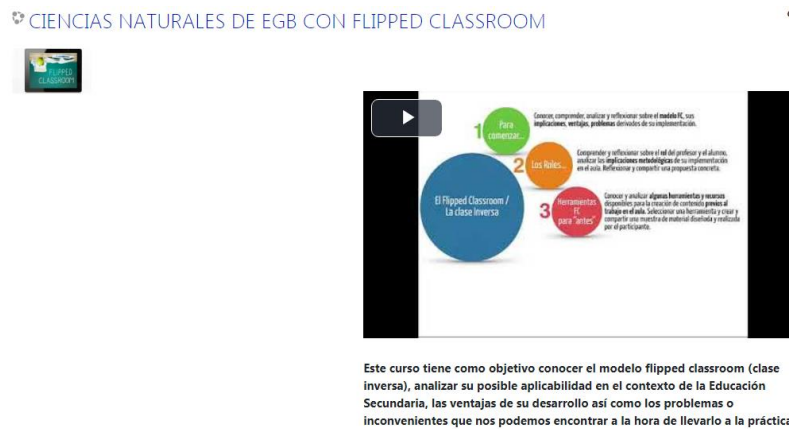 CIENCIAS NATURALES DE EGB CON FLIPPED CLASSROOM
FLIPPED
CLASSROOM
1
Para
comenzar...
Conocer, comprender, analizar y reflexionar sobre el modelo FC, sus
implicaciones, ventajas, problemas derivados de su implementación.
2
Los Roles...
Comprender y reflexionar sobre el rol del profesor y el alumno,
analizar las implicaciones metodológicas de su implementación
en el aula. Reflexionar y compartir una propuesta concreta.
El Flipped Classroom /
La clase Inversa
3
Herramientas
FC
para "antes"
Conocer y analizar algunas herramientas y recursos
disponibles para la creación de contenido previos al
trabajo en el aula. Seleccionar una herramienta y crear y
compartir una muestra de material diseñada y realizada
por el participante.
Este curso tiene como objetivo conocer el modelo flipped classroom (clase
inversa), analizar su posible aplicabilidad en el contexto de la Educación
Secundaria, las ventajas de su desarrollo así como los problemas o
inconvenientes que nos podemos encontrar a la hora de llevarlo a la práctica